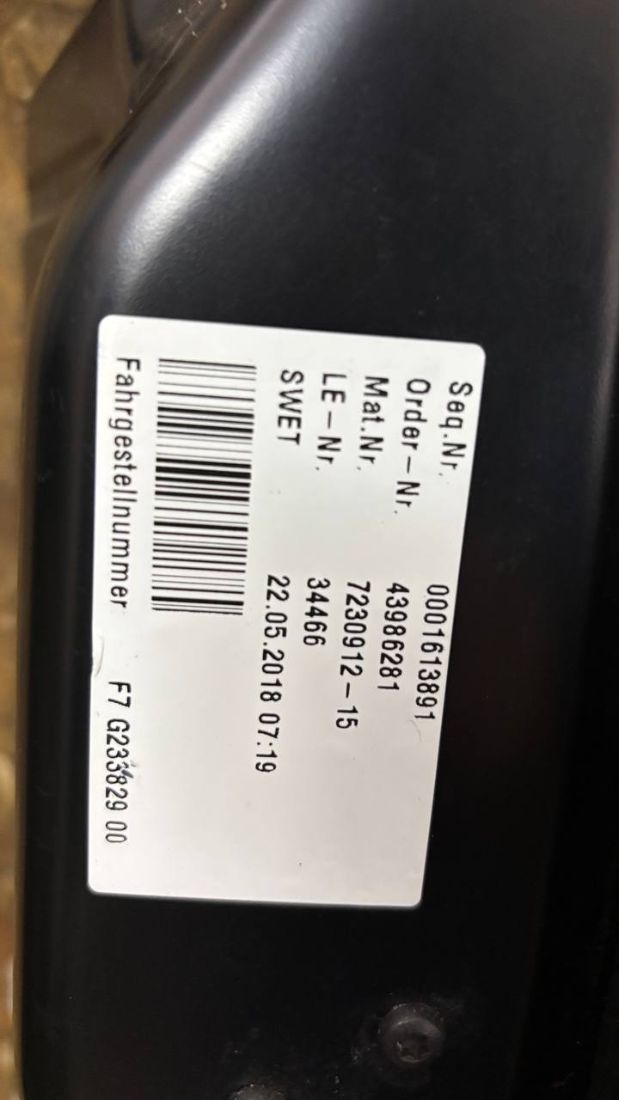 Seq.Nr. 0001613891
Order-Nr. 43986281
Mat.Nr. 7230912-15
LE-Nr. 34466
SWET 22.05.2018 07:19
Fahrgestellnummer F7 G233829 00